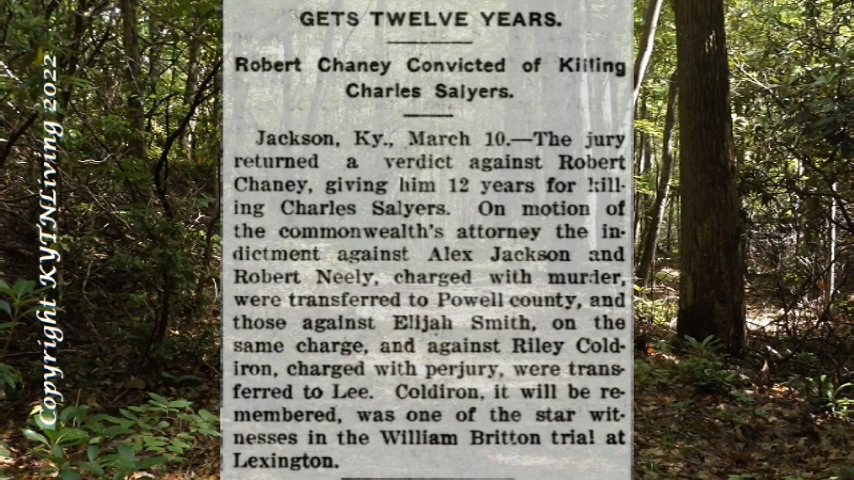 GETS TWELVE YEARS.
Robert Chaney Convicted of Killing
Charles Salyers.
Jackson, Ky., March 10.—The jury
returned a verdict against Robert
Chaney, giving him 12 years for kill-
ing Charles Salyers. On motion of
the commonwealth's attorney the in-
dictment against Alex Jackson and
Robert Neely, charged with murder,
were transferred to Powell county, and
those against Elijah Smith, on the
same charge, and against Riley Cold-
iron, charged with perjury, were trans-
ferred to Lee. Coldiron, it will be re-
membered, was one of the star wit-
nesses in the William Britton trial at
Lexington.
Copyright KYTNLiving 2022